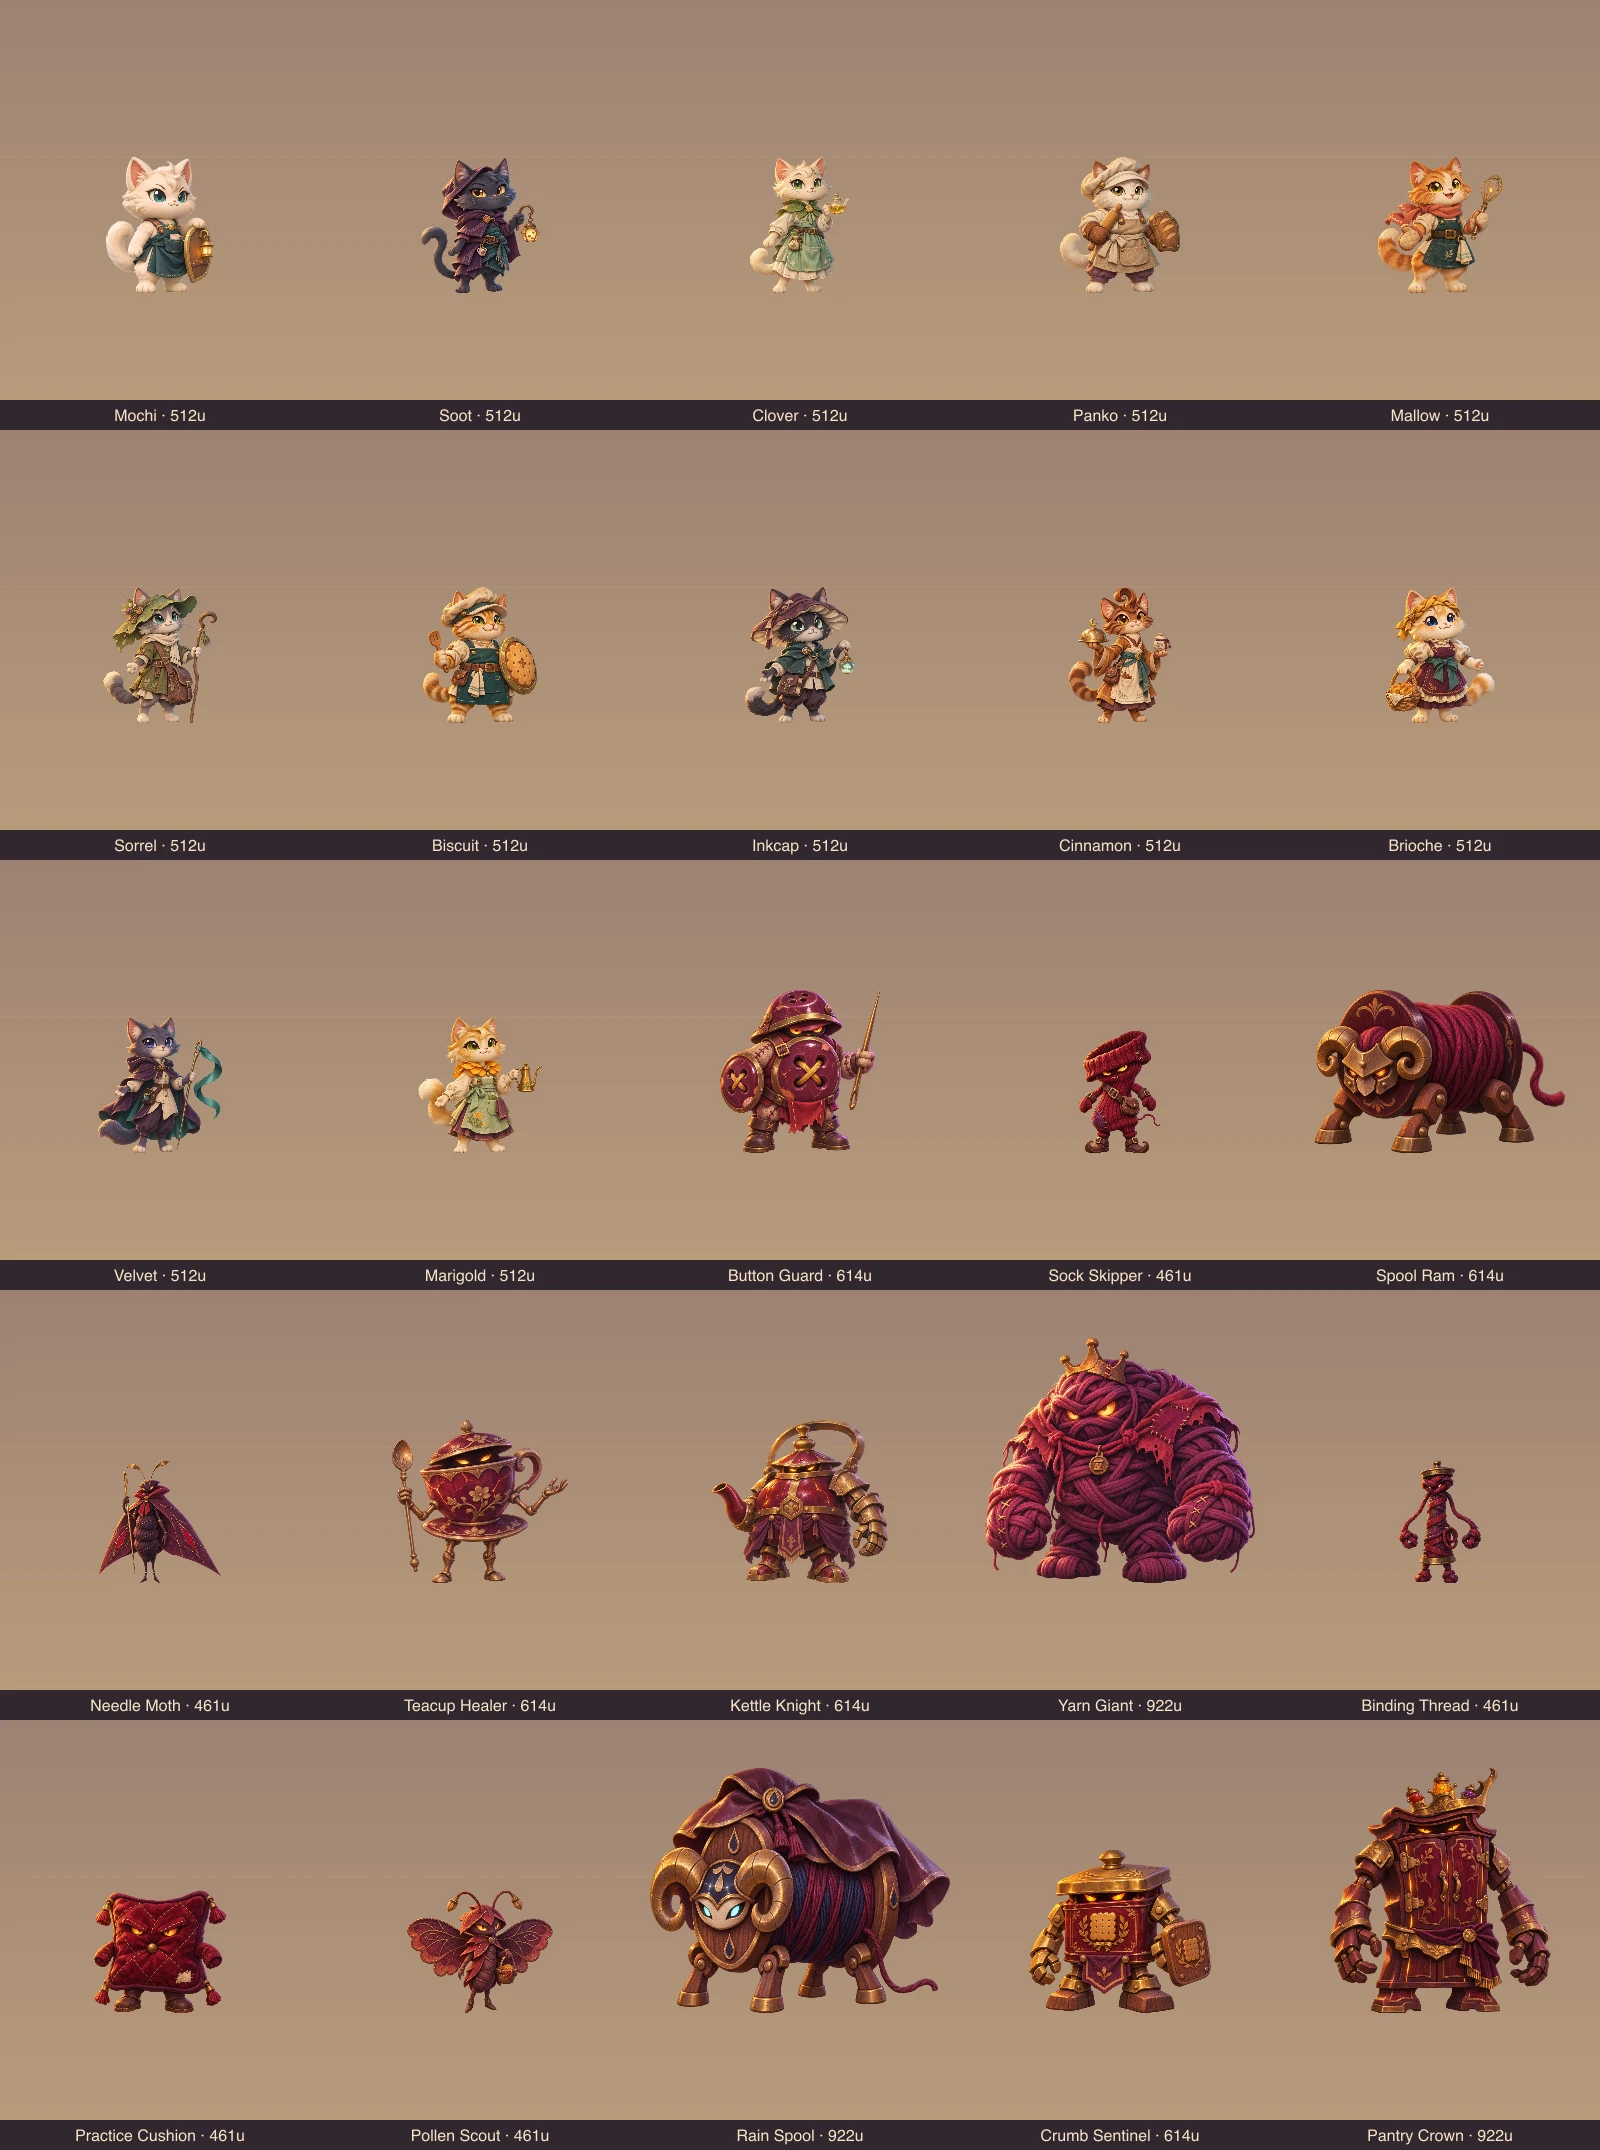 Mochi · 512u
Soot · 512u
Clover · 512u
Panko · 512u
Mallow · 512u
Sorrel · 512u
Biscuit · 512u
Inkcap · 512u
Cinnamon · 512u
Brioche · 512u
Velvet · 512u
Marigold · 512u
Button Guard · 614u
Sock Skipper · 461u
Spool Ram · 614u
Needle Moth · 461u
Teacup Healer · 614u
Kettle Knight · 614u
Yarn Giant · 922u
Binding Thread · 461u
Practice Cushion · 461u
Pollen Scout · 461u
Rain Spool · 922u
Crumb Sentinel · 614u
Pantry Crown · 922u